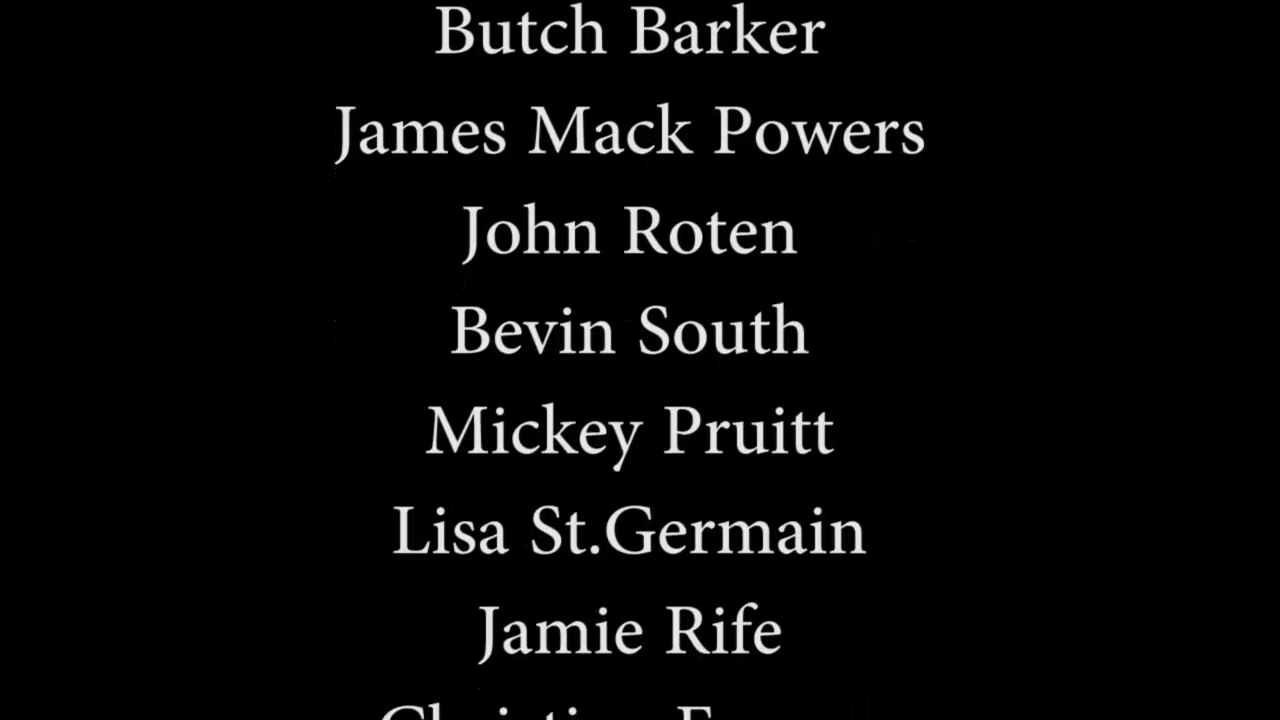 Butch Barker
James Mack Powers
John Roten
Bevin South
Mickey Pruitt
Lisa St.Germain
Jamie Rife